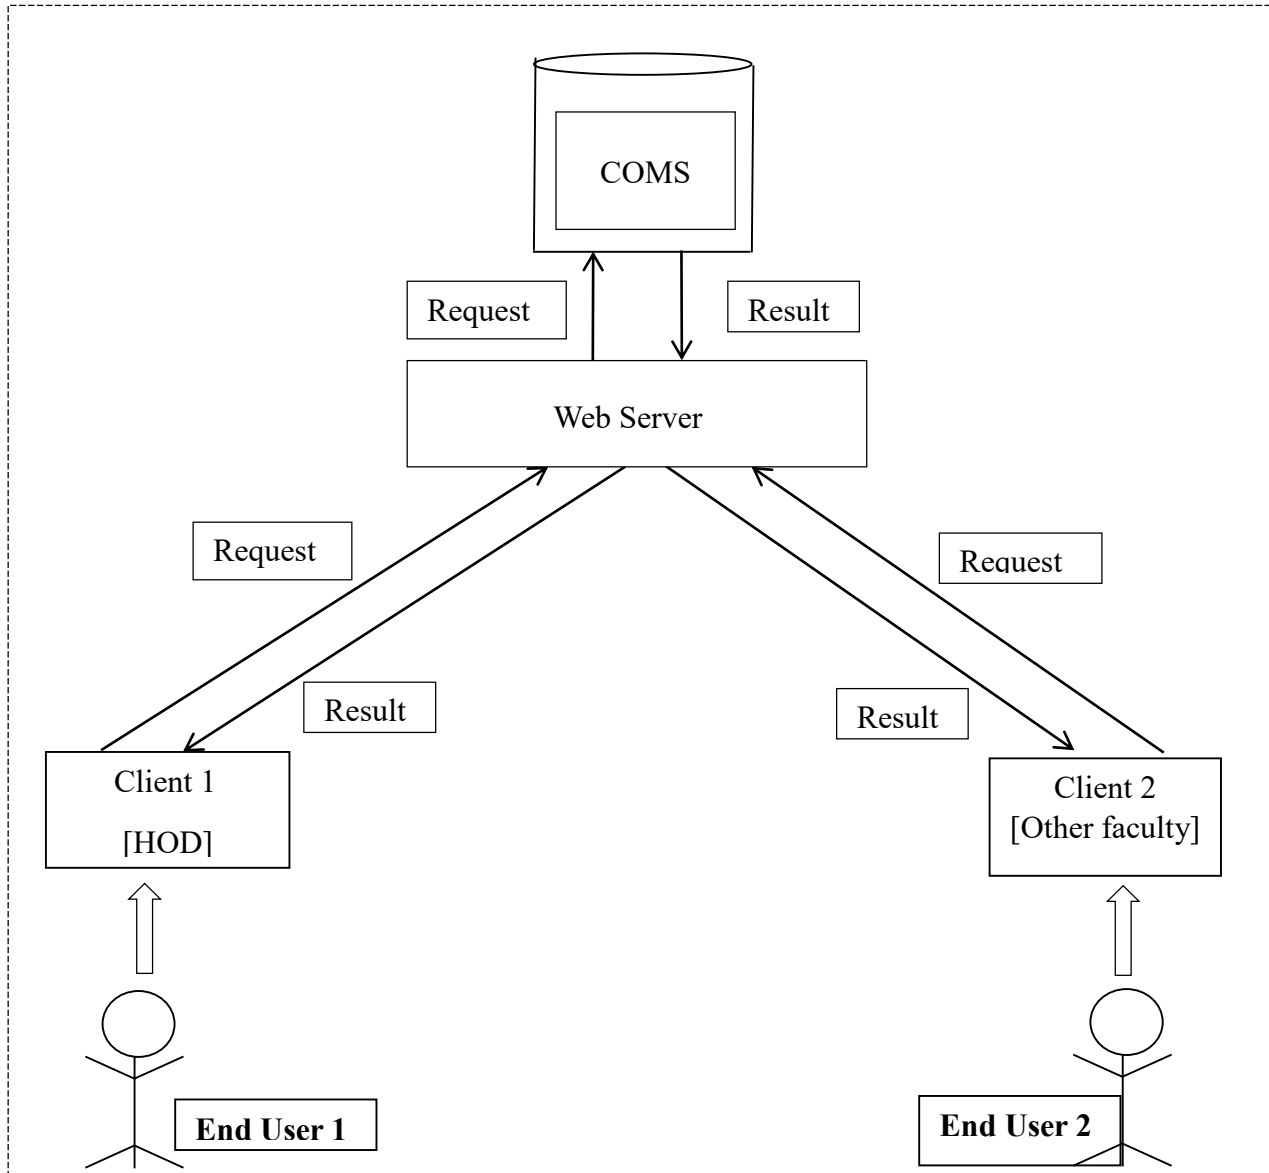 COMS
Request
Result
Web Server
Request
Request
Result
Result
Client 1
[HOD]
Client 2
[Other faculty]
End User 1
End User 2